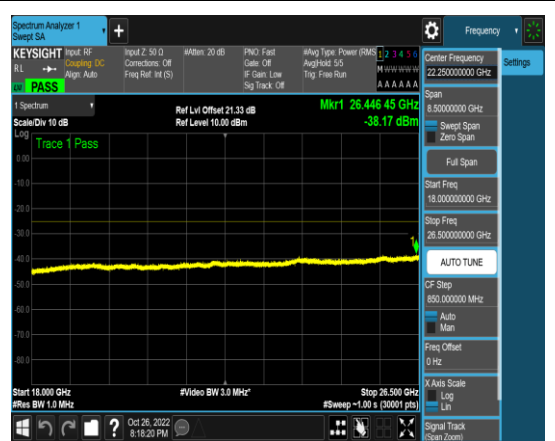 Spectrum Analyzer 1
Swept SA
Frequency
KEYSIGHT
RL
PASS
Input: RF
Coupling: DC
Align: Auto
Input Z: 50 Ω
Corrections: Off
Freq Ref: Int (S)
#Atten: 20 dB
PNO: Fast
Gate: Off
IF Gain: Low
Sig Track: Off
#Avg Type: Power (RMS
Avg|Hold: 5/5
Trig: Free Run
1 2 3 4 5 6
M W W W W W
A A A A A A
1 Spectrum
Scale/Div 10 dB
Ref Lvl Offset 21.33 dB
Ref Level 10.00 dBm
Mkr1 26.446 45 GHz
-38.17 dBm
Log
Trace 1 Pass
0.00
-10.0
-20.0
-30.0
-40.0
-50.0
-60.0
-70.0
-80.0
1
Start 18.000 GHz
#Res BW 1.0 MHz
#Video BW 3.0 MHz*
Stop 26.500 GHz
#Sweep ~1.00 s (30001 pts)
Oct 26, 2022
8:18:20 PM
Center Frequency
22.250000000 GHz
Span
8.50000000 GHz
Swept Span
Zero Span
Full Span
Start Freq
18.000000000 GHz
Stop Freq
26.500000000 GHz
AUTO TUNE
CF Step
850.000000 MHz
Auto
Man
Freq Offset
0 Hz
X Axis Scale
Log
Lin
Signal Track
(Span Zoom)
Settings